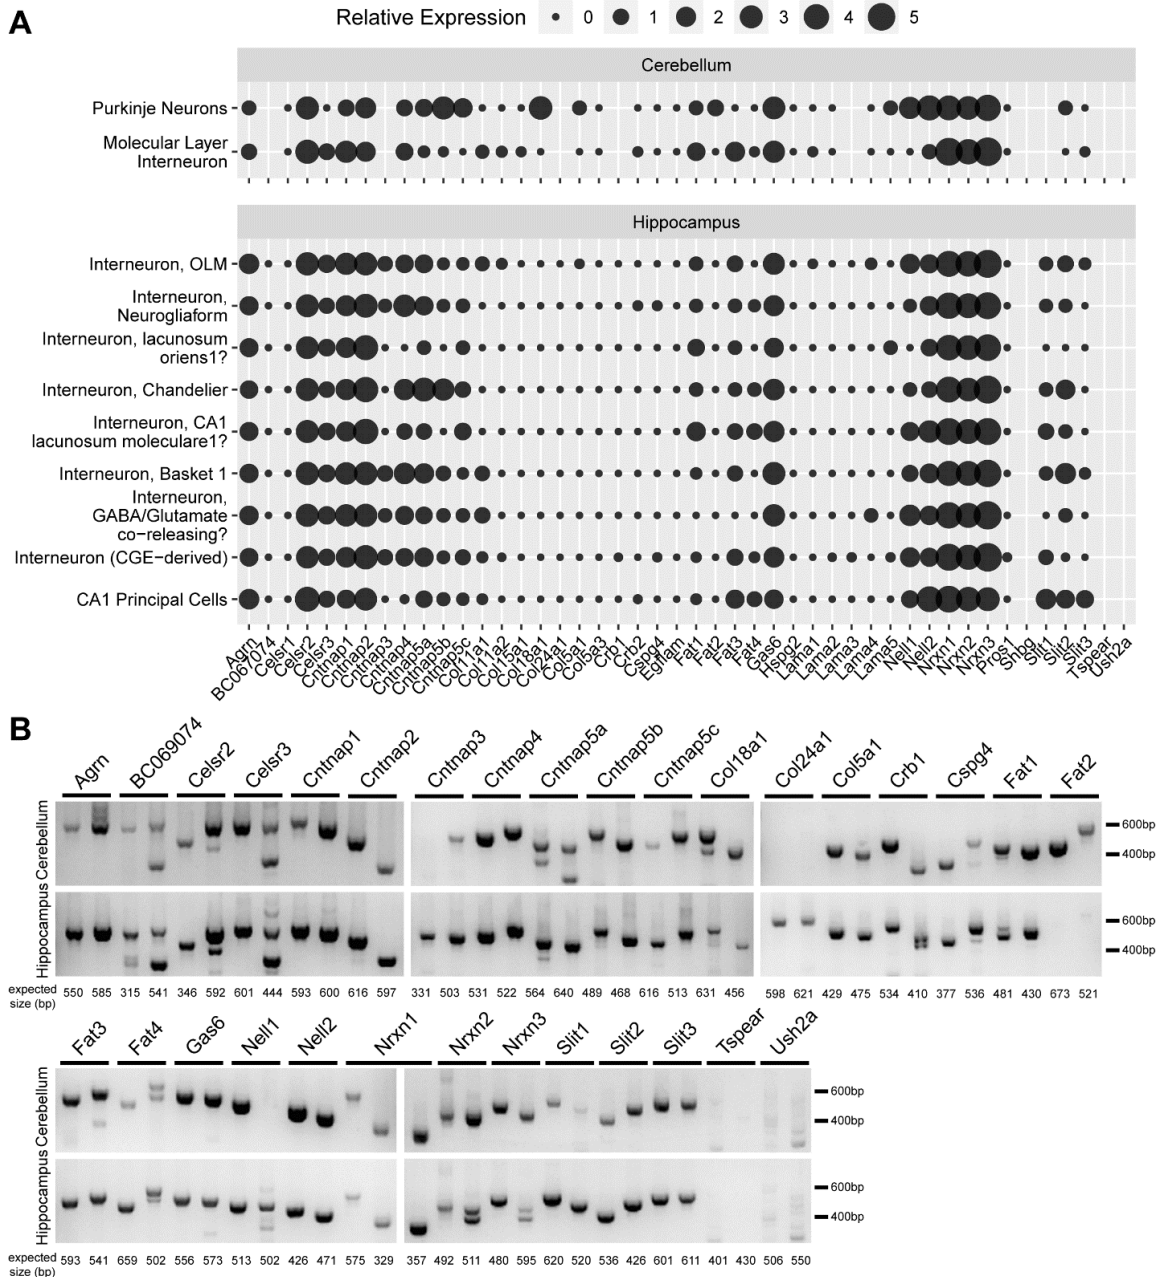 A
Relative Expression 0 1 2 3 4 5
Cerebellum
Purkinje Neurons
Molecular Layer
Interneuron
Hippocampus
Interneuron, OLM
Interneuron,
Neurogliaform
Interneuron, lacunosum
oriens1?
Interneuron, Chandelier
Interneuron, CA1
lacunosum moleculare1?
Interneuron, Basket 1
Interneuron,
GABA/Glutamate
co−releasing?
Interneuron (CGE−derived)
CA1 Principal Cells
Agrn BC067074 Celsr1 Celsr2 Celsr3 Cntnap1 Cntnap2 Cntnap3 Cntnap4 Cntnap5a Cntnap5b Cntnap5c Col11a1 Col11a2 Col15a1 Col18a1 Col24a1 Col5a1 Col5a3 Crb1 Crb2 Cspg4 Egflam Fat1 Fat2 Fat3 Fat4 Gas6 Hspg2 Lama1 Lama2 Lama3 Lama4 Lama5 Nell1 Nell2 Nrxn1 Nrxn2 Nrxn3 Pros1 Shbg Slit1 Slit2 Slit3 Tspear Ush2a
B
Agrn BC069074 Celsr2 Celsr3 Cntnap1 Cntnap2 Cntnap3 Cntnap4 Cntnap5a Cntnap5b Cntnap5c Col18a1 Col24a1 Col5a1 Crb1 Cspg4 Fat1 Fat2
Cerebellum
600bp
400bp
Hippocampus
600bp
400bp
expected
size (bp)
550 585 315 541 346 592 601 444 593 600 616 597 331 503 531 522 564 640 489 468 616 513 631 456 598 621 429 475 534 410 377 536 481 430 673 521
Fat3 Fat4 Gas6 Nell1 Nell2 Nrxn1 Nrxn2 Nrxn3 Slit1 Slit2 Slit3 Tspear Ush2a
Cerebellum
600bp
400bp
Hippocampus
600bp
400bp
expected
size (bp)
593 541 659 502 556 573 513 502 426 471 575 329 357 492 511 480 595 620 520 536 426 601 611 401 430 506 550